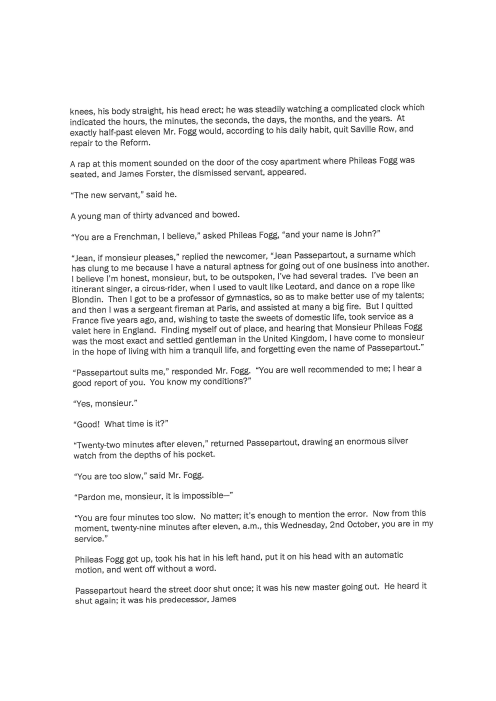 knees, his body straight, his head erect; he was steadily watching a complicated clock which
indicated the hours, the minutes, the seconds, the days, the months, and the years. At
exactly half-past eleven Mr. Fogg would, according to his daily habit, quit Saville Row, and
repair to the Reform.
A rap at this moment sounded on the door of the cosy apartment where Phileas Fogg was
seated, and James Forster, the dismissed servant, appeared.
“The new servant,” said he.
A young man of thirty advanced and bowed.
“You are a Frenchman, I believe,” asked Phileas Fogg, “and your name is John?”
“Jean, if monsieur pleases,” replied the newcomer, “Jean Passepartout, a surname which
has clung to me because I have a natural aptness for going out of one business into another.
I believe I’m honest, monsieur, but, to be outspoken, I’ve had several trades. I’ve been an
itinerant singer, a circus-rider, when I used to vault like Leotard, and dance on a rope like
Blondin. Then I got to be a professor of gymnastics, so as to make better use of my talents;
and then I was a sergeant fireman at Paris, and assisted at many a big fire. But I quitted
France five years ago, and, wishing to taste the sweets of domestic life, took service as a
valet here in England. Finding myself out of place, and hearing that Monsieur Phileas Fogg
was the most exact and settled gentleman in the United Kingdom, I have come to monsieur
in the hope of living with him a tranquil life, and forgetting even the name of Passepartout.”
“Passepartout suits me,” responded Mr. Fogg. “You are well recommended to me; I hear a
good report of you. You know my conditions?”
“Yes, monsieur.”
“Good! What time is it?”
“Twenty-two minutes after eleven,” returned Passepartout, drawing an enormous silver
watch from the depths of his pocket.
“You are too slow,” said Mr. Fogg.
“Pardon me, monsieur, it is impossible—”
“You are four minutes too slow. No matter; it’s enough to mention the error. Now from this
moment, twenty-nine minutes after eleven, a.m., this Wednesday, 2nd October, you are in my
service.”
Phileas Fogg got up, took his hat in his left hand, put it on his head with an automatic
motion, and went off without a word.
Passepartout heard the street door shut once; it was his new master going out. He heard it
shut again; it was his predecessor, James